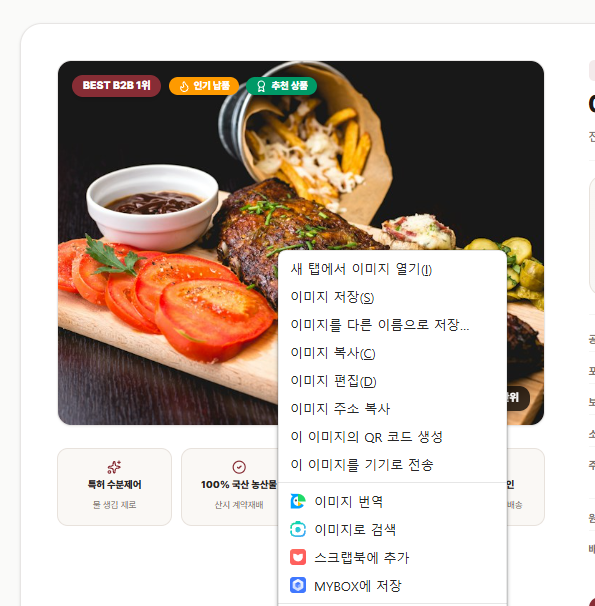 BEST B2B 1위
인기 납품
추천 상품
새 탭에서 이미지 열기(I)
이미지 저장(S)
이미지를 다른 이름으로 저장...
이미지 복사(C)
이미지 편집(D)
이미지 주소 복사
이 이미지의 QR 코드 생성
이 이미지를 기기로 전송
이미지 번역
이미지로 검색
스크랩북에 추가
MYBOX에 저장
특허 수분제어
물 생김 제로
100% 국산 농산물
산지 계약재배
인
배송